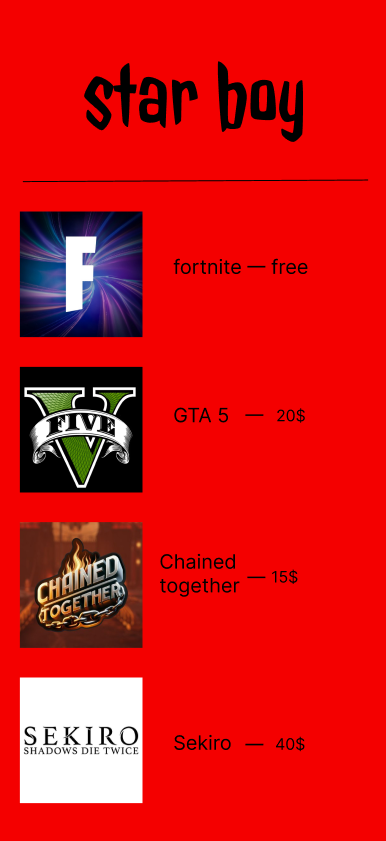 star boy
F
fortnite — free
V
FIVE
GTA 5 — 20$
CHAINED
TOGETHER
Chained
together — 15$
SEKIRO
SHADOWS DIE TWICE
Sekiro — 40$